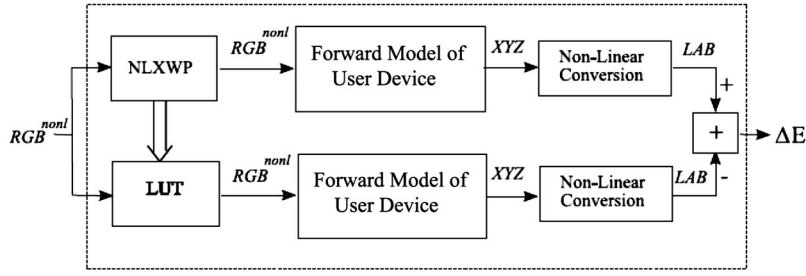 RGB^nonl
NLXWP
RGB^nonl
Forward Model of
User Device
XYZ
Non-Linear
Conversion
LAB
+
+
ΔE
LUT
RGB^nonl
Forward Model of
User Device
XYZ
Non-Linear
Conversion
LAB
-